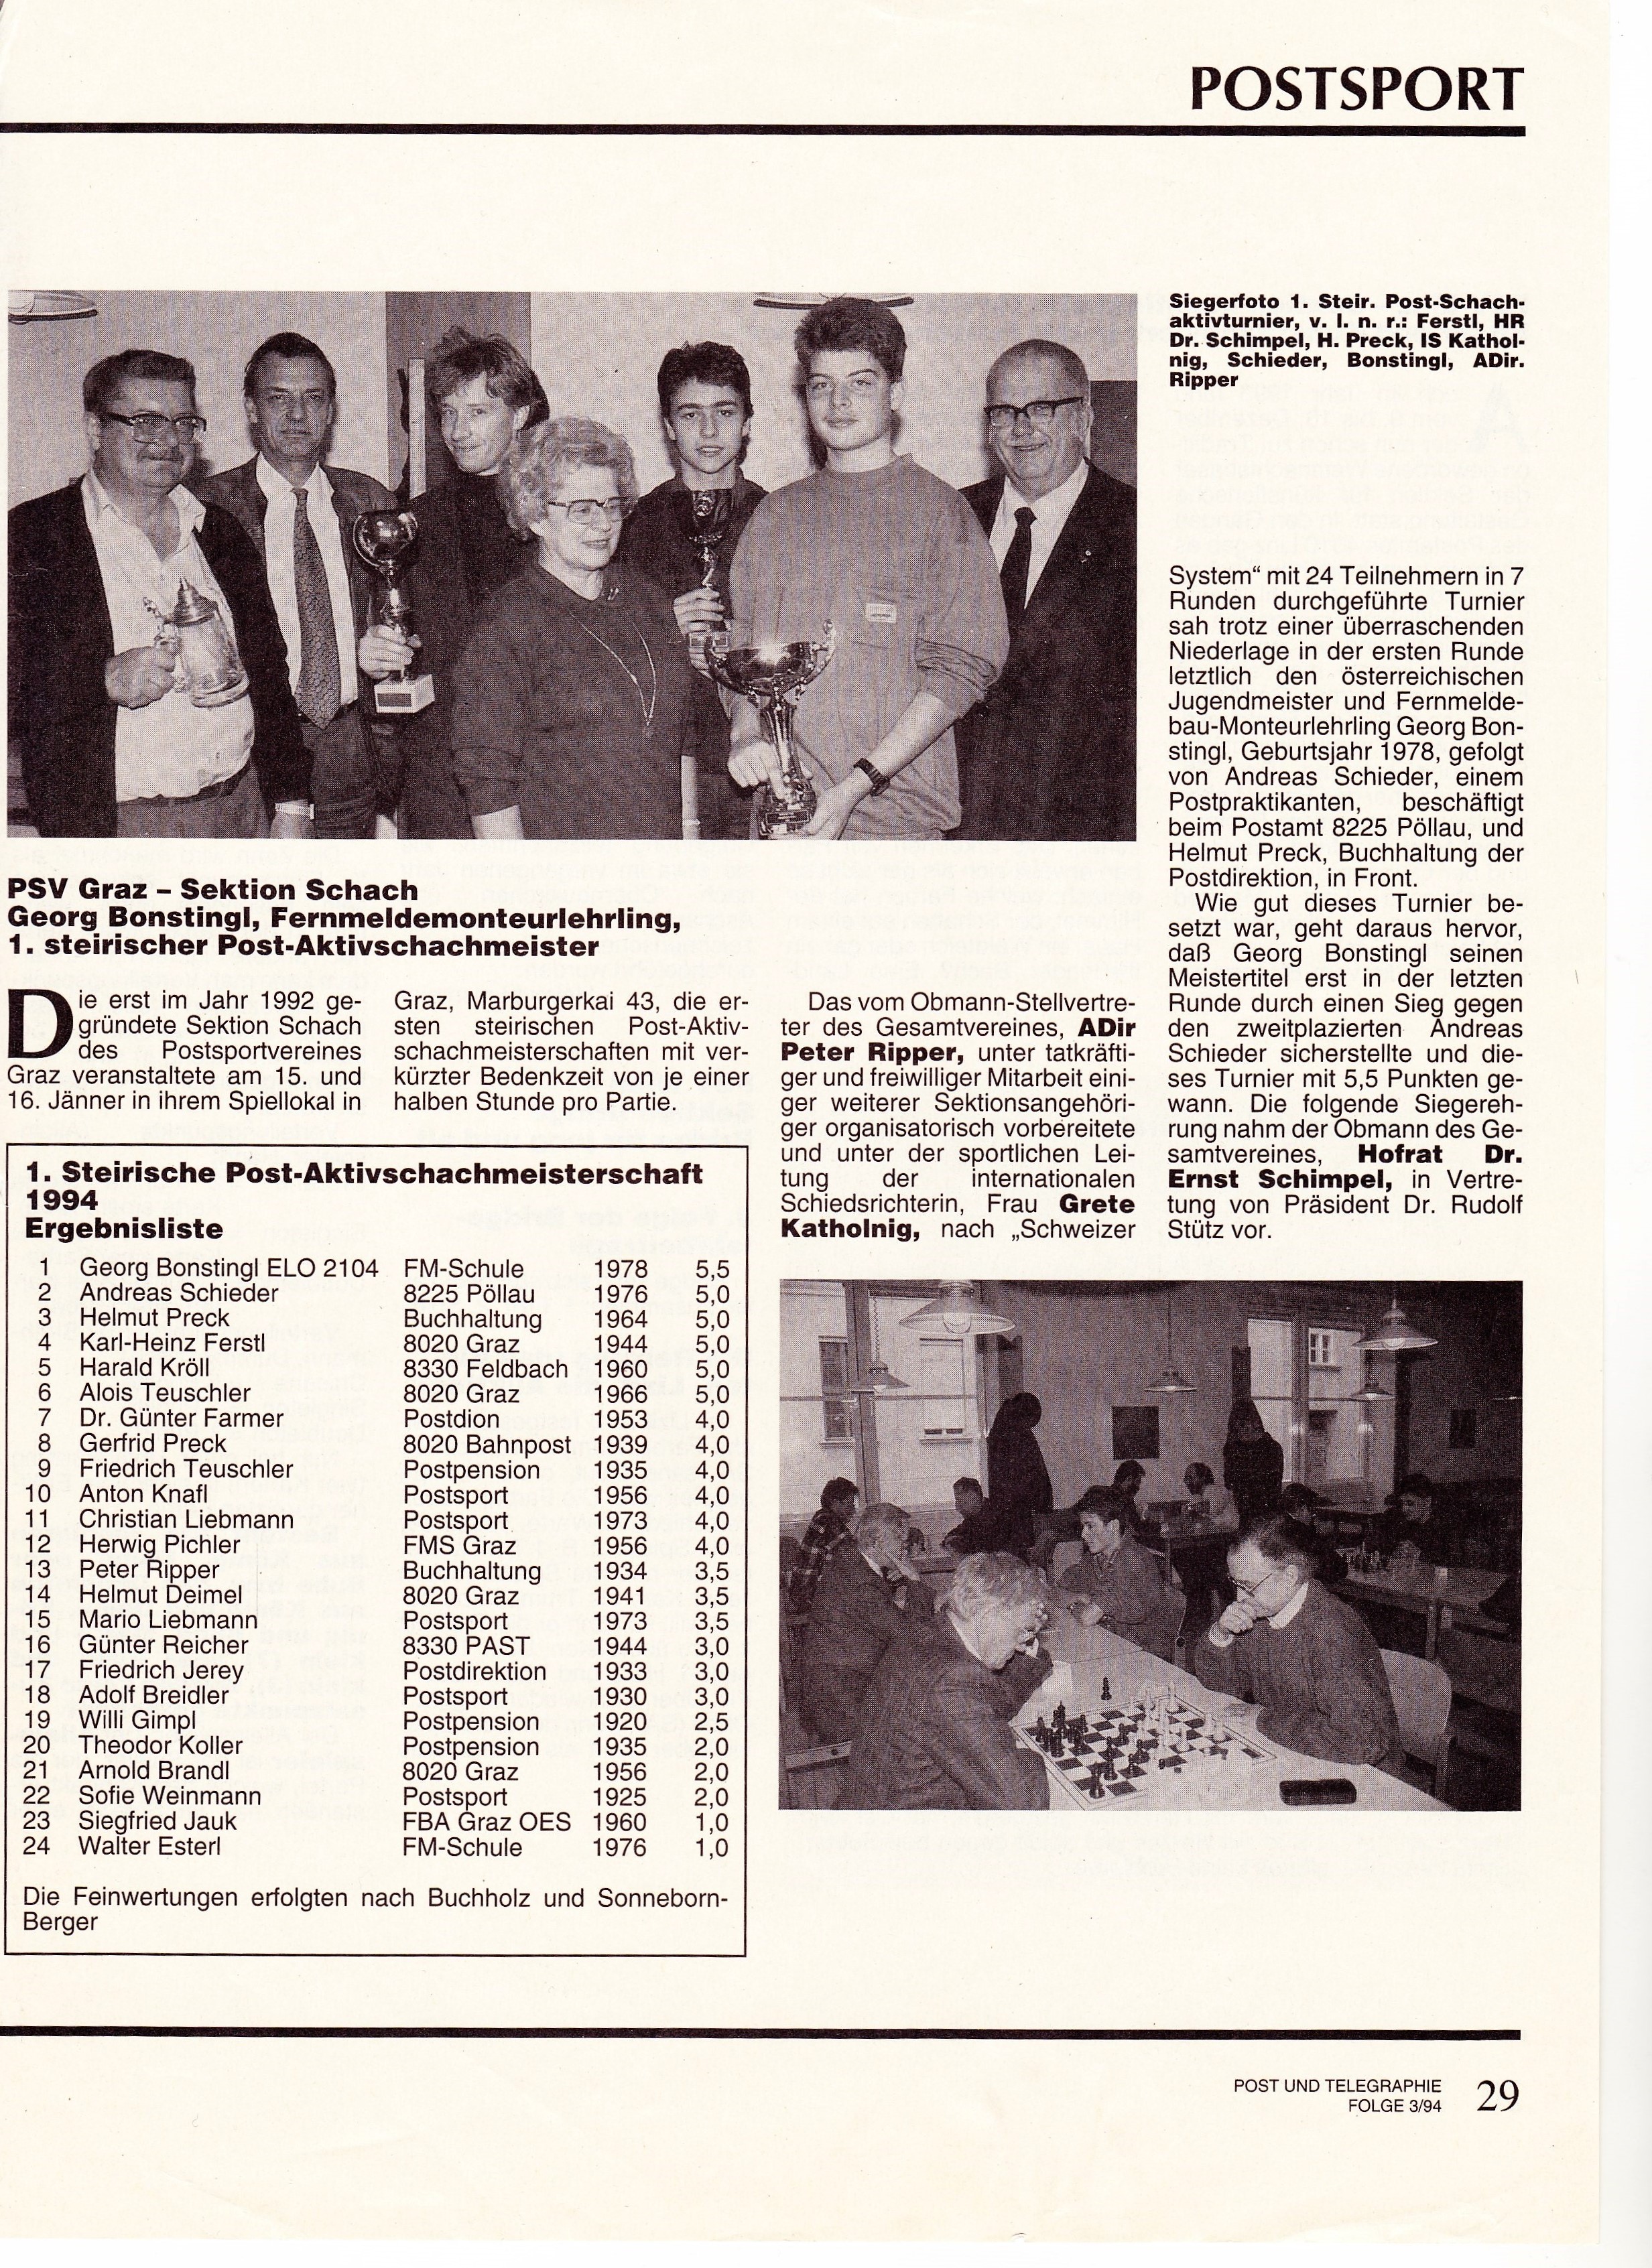 POSTSPORT
Siegerfoto 1. Steir. Post-Schach-
aktivturnier, v. l. n. r.: Ferstl, HR
Dr. Schimpel, H. Preck, IS Kathol-
nig, Schieder, Bonstingl, ADir.
Ripper
PSV Graz – Sektion Schach
Georg Bonstingl, Fernmeldemonteurlehrling,
1. steirischer Post-Aktivschachmeister
Die erst im Jahr 1992 ge-
gründete Sektion Schach
des Postsportvereines
Graz veranstaltete am 15. und
16. Jänner in ihrem Spiellokal in
Graz, Marburgerkai 43, die er-
sten steirischen Post-Aktiv-
schachmeisterschaften mit ver-
kürzter Bedenkzeit von je einer
halben Stunde pro Partie.
Das vom Obmann-Stellvertre-
ter des Gesamtvereines, ADir
Peter Ripper, unter tatkräfti-
ger und freiwilliger Mitarbeit eini-
ger weiterer Sektionsangehöri-
ger organisatorisch vorbereitete
und unter der sportlichen Lei-
tung der internationalen
Schiedsrichterin, Frau Grete
Katholnig, nach „Schweizer
System“ mit 24 Teilnehmern in 7
Runden durchgeführte Turnier
sah trotz einer überraschenden
Niederlage in der ersten Runde
letztlich den österreichischen
Jugendmeister und Fernmelde-
bau-Monteurlehrling Georg Bon-
stingl, Geburtsjahr 1978, gefolgt
von Andreas Schieder, einem
Postpraktikanten, beschäftigt
beim Postamt 8225 Pöllau, und
Helmut Preck, Buchhaltung der
Postdirektion, in Front.
Wie gut dieses Turnier be-
setzt war, geht daraus hervor,
daß Georg Bonstingl seinen
Meistertitel erst in der letzten
Runde durch einen Sieg gegen
den zweitplazierten Andreas
Schieder sicherstellte und die-
ses Turnier mit 5,5 Punkten ge-
wann. Die folgende Siegereh-
rung nahm der Obmann des Ge-
samtvereines, Hofrat Dr.
Ernst Schimpel, in Vertre-
tung von Präsident Dr. Rudolf
Stütz vor.
1. Steirische Post-Aktivschachmeisterschaft
1994
Ergebnisliste
1 Georg Bonstingl ELO 2104 FM-Schule 1978 5,5
2 Andreas Schieder 8225 Pöllau 1976 5,0
3 Helmut Preck Buchhaltung 1964 5,0
4 Karl-Heinz Ferstl 8020 Graz 1944 5,0
5 Harald Kröll 8330 Feldbach 1960 5,0
6 Alois Teuschler 8020 Graz 1966 5,0
7 Dr. Günter Farmer Postdion 1953 4,0
8 Gerfrid Preck 8020 Bahnpost 1939 4,0
9 Friedrich Teuschler Postpension 1935 4,0
10 Anton Knafl Postsport 1956 4,0
11 Christian Liebmann Postsport 1973 4,0
12 Herwig Pichler FMS Graz 1956 4,0
13 Peter Ripper Buchhaltung 1934 3,5
14 Helmut Deimel 8020 Graz 1941 3,5
15 Mario Liebmann Postsport 1973 3,5
16 Günter Reicher 8330 PAST 1944 3,0
17 Friedrich Jerey Postdirektion 1933 3,0
18 Adolf Breidler Postsport 1930 3,0
19 Willi Gimpl Postpension 1920 2,5
20 Theodor Koller Postpension 1935 2,0
21 Arnold Brandl 8020 Graz 1956 2,0
22 Sofie Weinmann Postsport 1925 2,0
23 Siegfried Jauk FBA Graz OES 1960 1,0
24 Walter Esterl FM-Schule 1976 1,0
Die Feinwertungen erfolgten nach Buchholz und Sonneborn-
Berger
POST UND TELEGRAPHIE
FOLGE 3/94
29